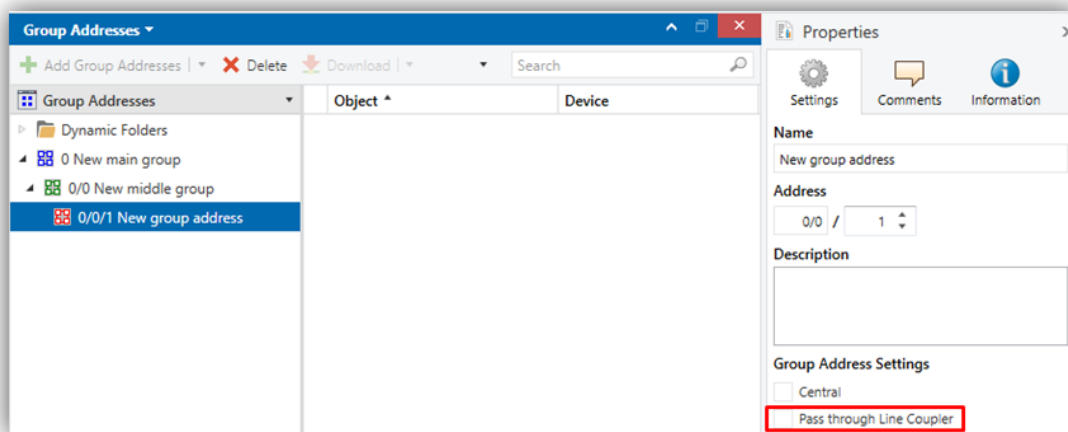 Group Addresses
Add Group Addresses
Delete
Download
Search
Group Addresses
Object
Device
Dynamic Folders
0 New main group
0/0 New middle group
0/0/1 New group address
Properties
Settings
Comments
Information
Name
New group address
Address
0/0 / 1
Description
Group Address Settings
Central
Pass through Line Coupler